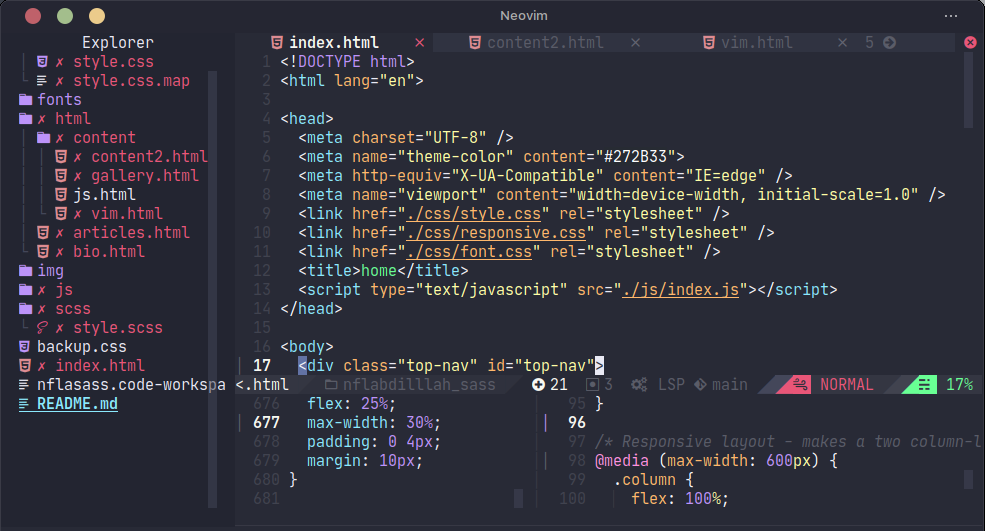 Neovim
Explorer
✗ style.css
✗ style.css.map
fonts
✗ html
✗ content
✗ content2.html
✗ gallery.html
js.html
✗ vim.html
✗ articles.html
✗ bio.html
img
✗ js
✗ scss
✗ style.scss
backup.css
✗ index.html
nflasass.code-workspa
README.md
index.html × content2.html × vim.html × 5
1 <!DOCTYPE html>
2 <html lang="en">
3
4 <head>
5 <meta charset="UTF-8" />
6 <meta name="theme-color" content="#272B33">
7 <meta http-equiv="X-UA-Compatible" content="IE=edge" />
8 <meta name="viewport" content="width=device-width, initial-scale=1.0" />
9 <link href="./css/style.css" rel="stylesheet" />
10 <link href="./css/responsive.css" rel="stylesheet" />
11 <link href="./css/font.css" rel="stylesheet" />
12 <title>home</title>
13 <script type="text/javascript" src="./js/index.js"></script>
14 </head>
15
16 <body>
17 <div class="top-nav" id="top-nav">
<.html nflabdilllah_sass 21 3 LSP main NORMAL 17%
676 flex: 25%;
677 max-width: 30%;
678 padding: 0 4px;
679 margin: 10px;
680 }
681
95 }
96
97 /* Responsive layout - makes a two column-l
98 @media (max-width: 600px) {
99 .column {
100 flex: 100%;